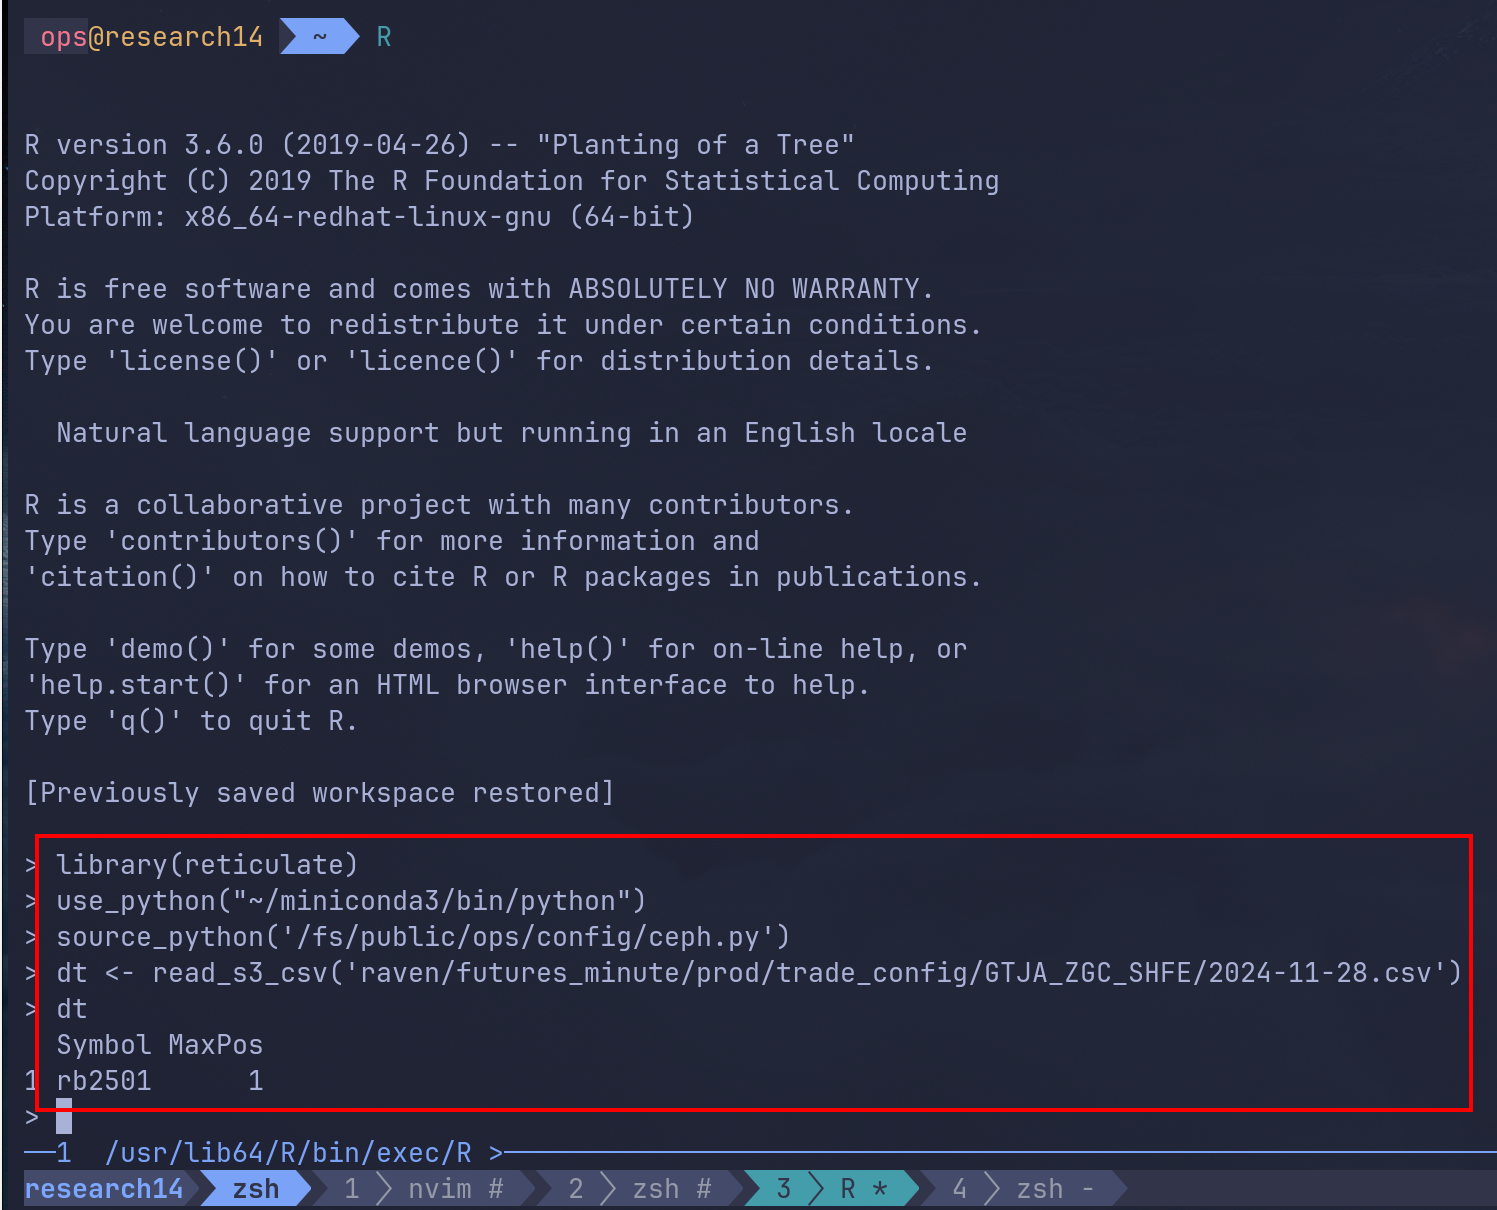 ops@research14 ~ R
R version 3.6.0 (2019-04-26) -- "Planting of a Tree"
Copyright (C) 2019 The R Foundation for Statistical Computing
Platform: x86_64-redhat-linux-gnu (64-bit)
R is free software and comes with ABSOLUTELY NO WARRANTY.
You are welcome to redistribute it under certain conditions.
Type 'license()' or 'licence()' for distribution details.
Natural language support but running in an English locale
R is a collaborative project with many contributors.
Type 'contributors()' for more information and
'citation()' on how to cite R or R packages in publications.
Type 'demo()' for some demos, 'help()' for on-line help, or
'help.start()' for an HTML browser interface to help.
Type 'q()' to quit R.
[Previously saved workspace restored]
> library(reticulate)
> use_python("~/miniconda3/bin/python")
> source_python('/fs/public/ops/config/ceph.py')
> dt <- read_s3_csv('raven/futures_minute/prod/trade_config/GTJA_ZGC_SHFE/2024-11-28.csv')
> dt
Symbol MaxPos
1 rb2501 1
>
1 /usr/lib64/R/bin/exec/R >
research14 zsh 1 nvim # 2 zsh # 3 R * 4 zsh -